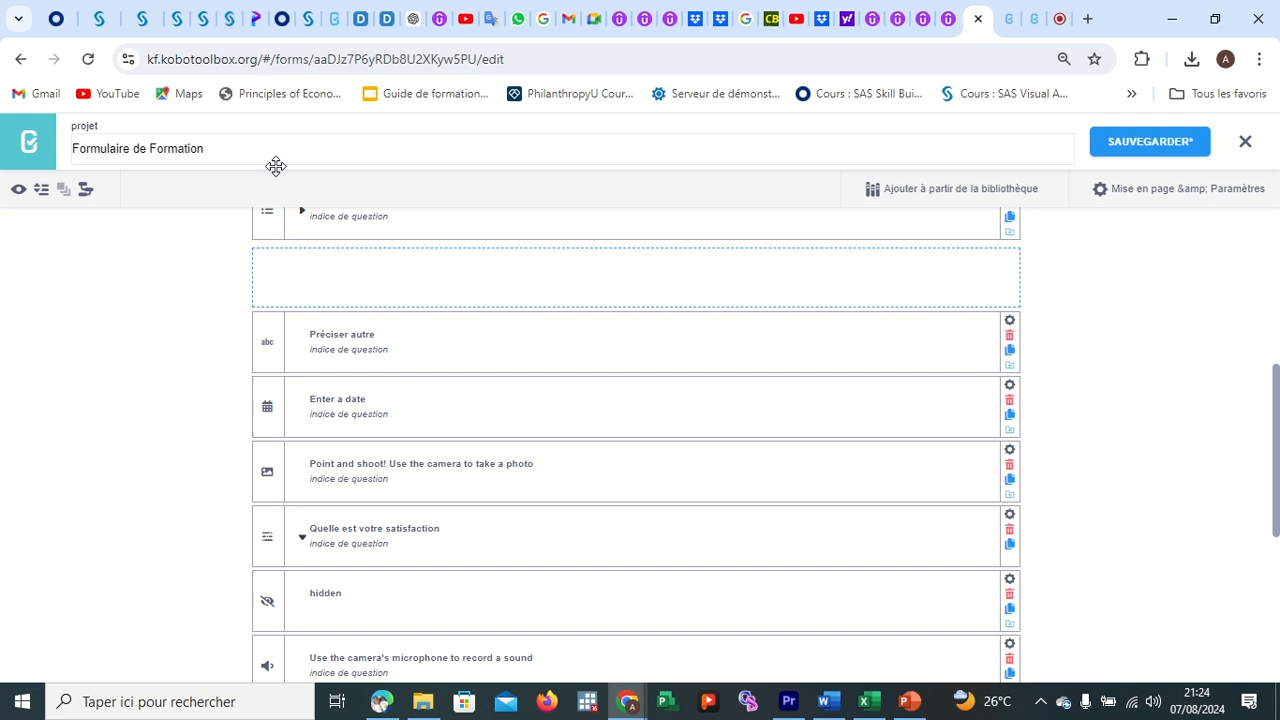 kf.kobotoolbox.org/#/forms/aaDJz7P6yRDb8U2XKyw5PU/edit
A
Gmail
YouTube
Maps
Principles of Econo...
Guide de formation...
PhilanthropyU Cour...
Serveur de démonst...
Cours : SAS Skill Bui...
Cours : SAS Visual A...
»
Tous les favoris
projet
Formulaire de Formation
SAUVEGARDER*
Ajouter à partir de la bibliothèque
Mise en page &amp; Paramètres
indice de question
abc
Préciser autre
indice de question
Enter a date
indice de question
Point and shoot! Use the camera to take a photo
indice de question
Quelle est votre satisfaction
indice de question
hidden
Use the camera's microphone to record a sound
indice de question
Taper ici pour rechercher
26°C
21:24
07/08/2024